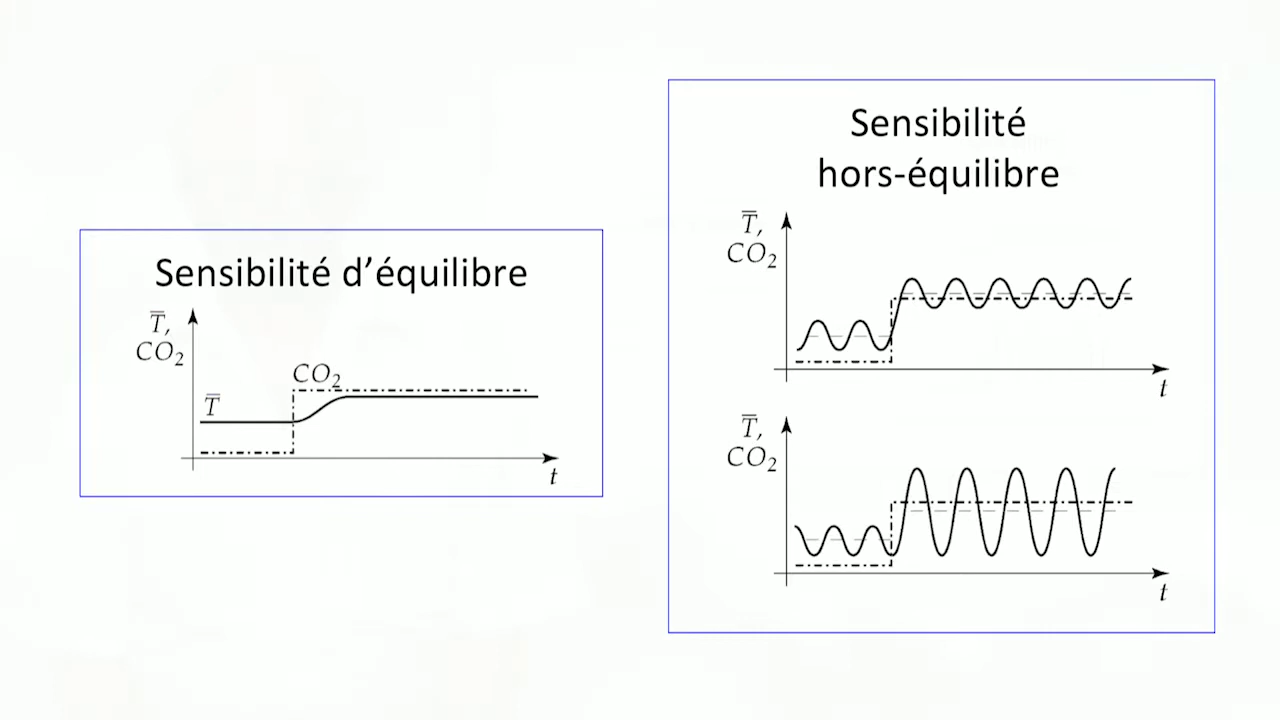 Sensibilité d’équilibre
T̅,
CO₂
CO₂
T̅
t
Sensibilité
hors-équilibre
T̅,
CO₂
t
T̅,
CO₂
t